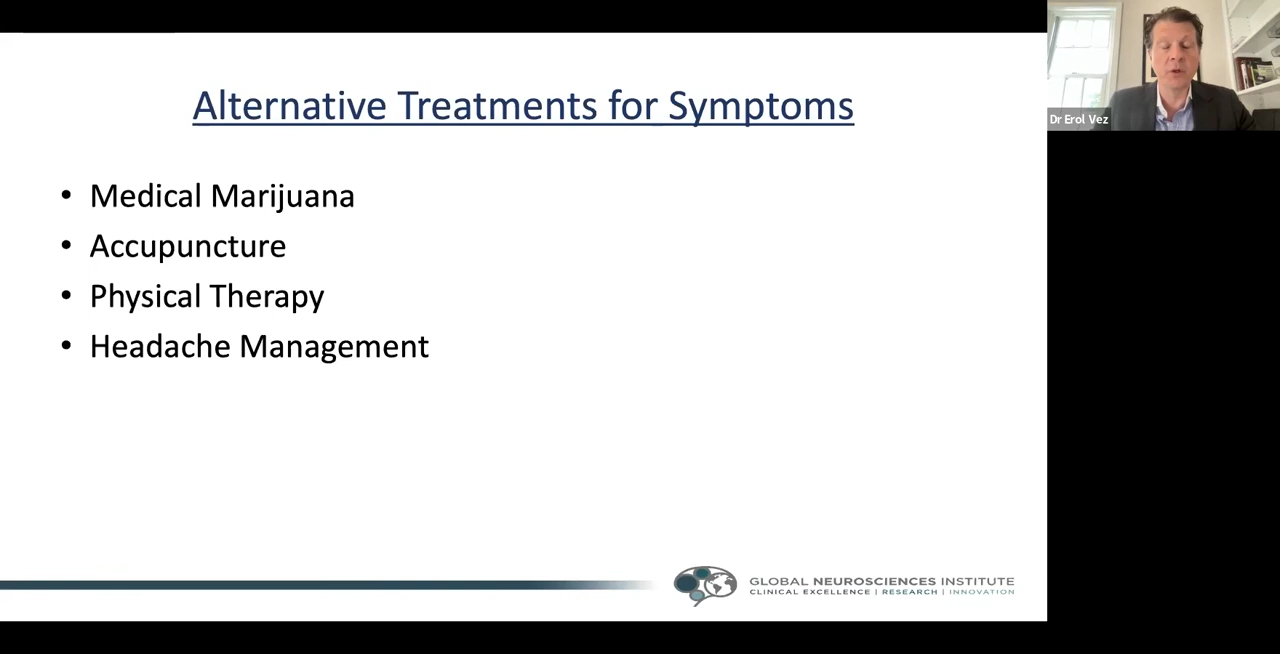 Alternative Treatments for Symptoms
• Medical Marijuana
• Accupuncture
• Physical Therapy
• Headache Management
GLOBAL NEUROSCIENCES INSTITUTE
CLINICAL EXCELLENCE | RESEARCH | INNOVATION
Dr Erol Vez